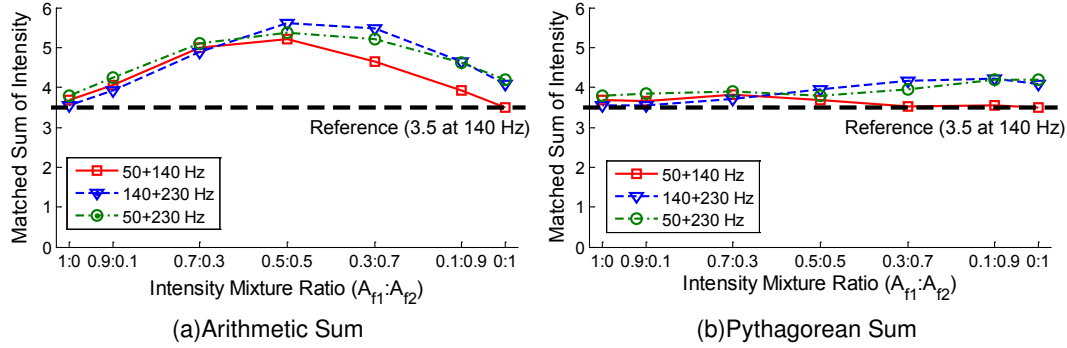 Matched Sum of Intensity
6
5
4
3
2
1
0
Reference (3.5 at 140 Hz)
50+140 Hz
140+230 Hz
50+230 Hz
1:0 0.9:0.1 0.7:0.3 0.5:0.5 0.3:0.7 0.1:0.9 0:1
Intensity Mixture Ratio (A_f1:A_f2)
(a)Arithmetic Sum
Matched Sum of Intensity
6
5
4
3
2
1
0
Reference (3.5 at 140 Hz)
50+140 Hz
140+230 Hz
50+230 Hz
1:0 0.9:0.1 0.7:0.3 0.5:0.5 0.3:0.7 0.1:0.9 0:1
Intensity Mixture Ratio (A_f1:A_f2)
(b)Pythagorean Sum